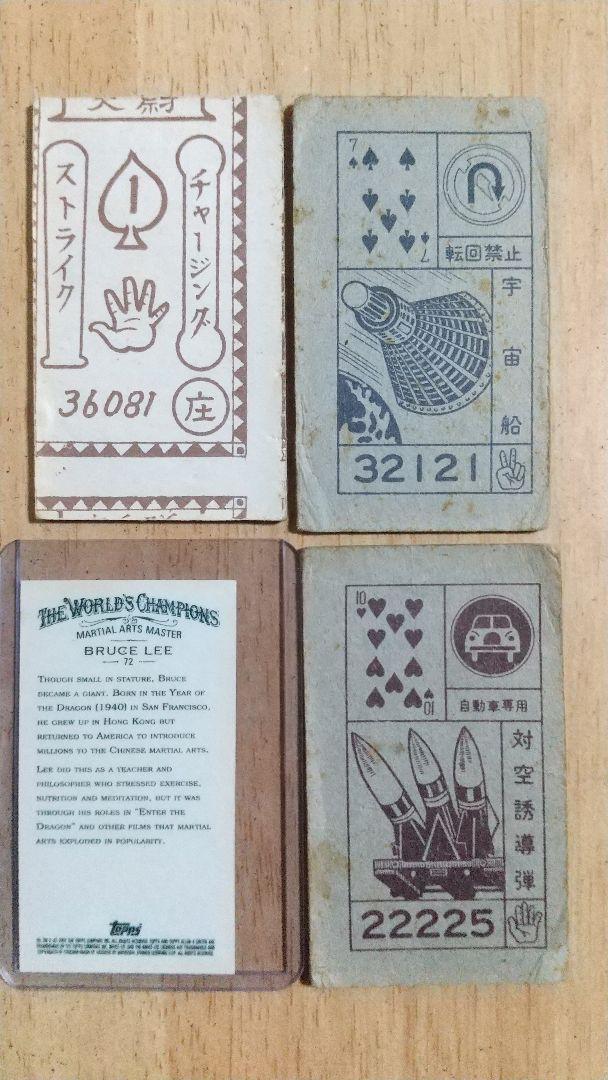 チャージング
1
ストライク
36081
庄
7
7
転回禁止
宇宙船
32121
THE WORLD'S CHAMPIONS
MARTIAL ARTS MASTER
BRUCE LEE
72
THOUGH SMALL IN STATURE, BRUCE
BECAME A GIANT. BORN IN THE YEAR OF
THE DRAGON (1940) IN SAN FRANCISCO,
HE GREW UP IN HONG KONG BUT
RETURNED TO AMERICA TO INTRODUCE
MILLIONS TO THE CHINESE MARTIAL ARTS.
LEE DID THIS AS A TEACHER AND
PHILOSOPHER WHO STRESSED EXERCISE,
NUTRITION AND MEDITATION, BUT IT WAS
THROUGH HIS ROLES IN "ENTER THE
DRAGON" AND OTHER FILMS THAT MARTIAL
ARTS EXPLODED IN POPULARITY.
Topps
10
10
自動車専用
対空誘導弾
22225